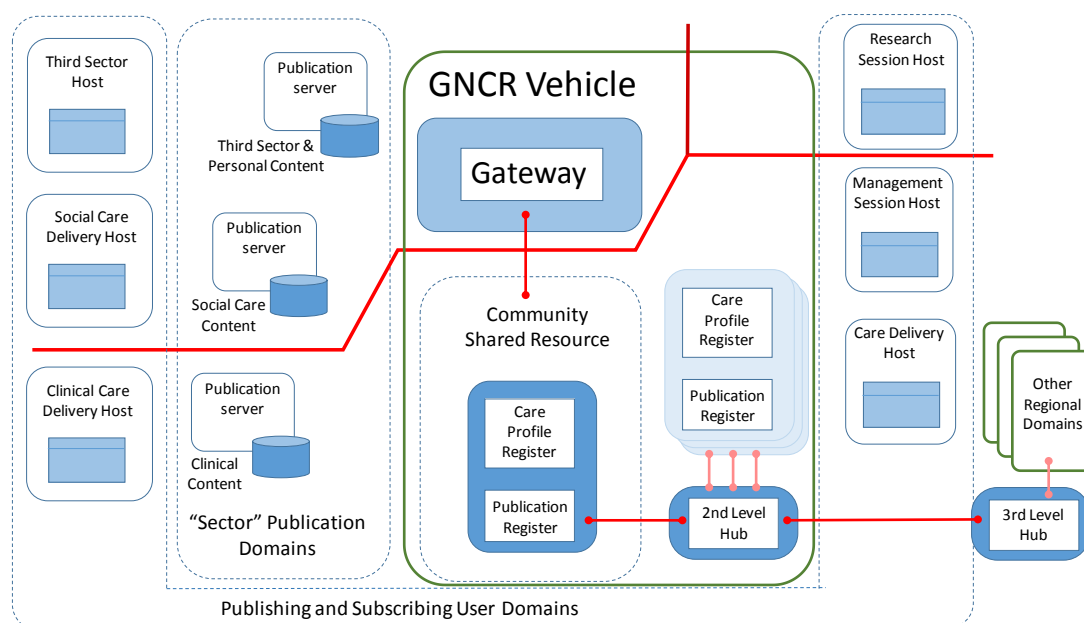 Third Sector
Host
Social Care
Delivery Host
Clinical Care
Delivery Host
Publication
server
Third Sector &
Personal Content
Publication
server
Social Care
Content
Publication
server
Clinical
Content
“Sector” Publication
Domains
GNCR Vehicle
Gateway
Community
Shared Resource
Care
Profile
Register
Publication
Register
Care
Profile
Register
Publication
Register
2nd Level
Hub
Research
Session Host
Management
Session Host
Care Delivery
Host
Other
Regional
Domains
3rd Level
Hub
Publishing and Subscribing User Domains